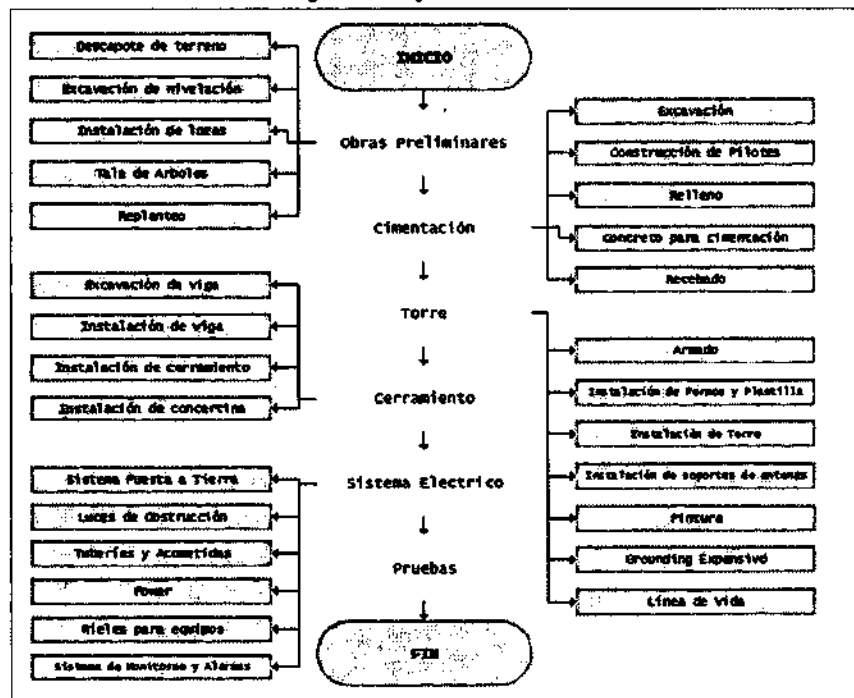 INICIO
Descapote de terreno
Excavación de nivelación
Instalación de lozas
Tala de Arboles
Replanteo
Obras Preliminares
Excavación
Construcción de Pilotes
Relleno
Concreto para cimentación
Recebado
Cimentación
Excavación de viga
Instalación de viga
Instalación de cerramiento
Instalación de concertina
Torre
Armado
Instalación de Pernos y Plantilla
Instalación de Torre
Instalación de soportes de antenas
Pintura
Grounding Expansivo
Línea de Vida
Cerramiento
Sistema Puesta a Tierra
Luces de Obstrucción
Tuberías y Acometidas
Power
Rieles para equipos
Sistema de Monitoreo y Alarmas
Sistema Electrico
Pruebas
FIN